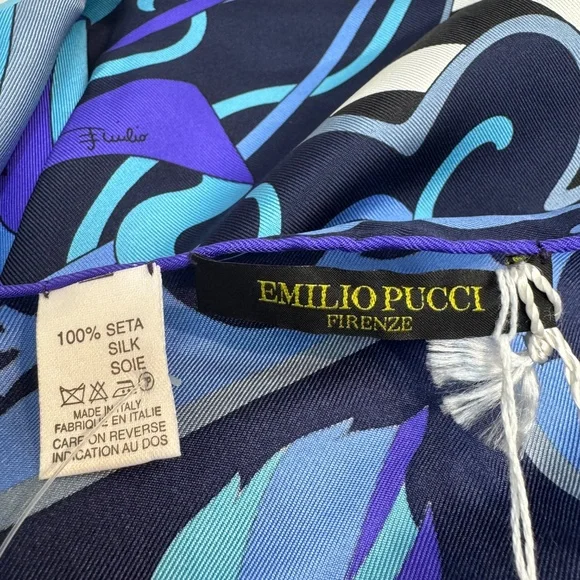 Emilio
EMILIO PUCCI
FIRENZE
100% SETA
SILK
SOIE
MADE IN ITALY
FABRIQUE EN ITALIE
CARE ON REVERSE
INDICATION AU DOS